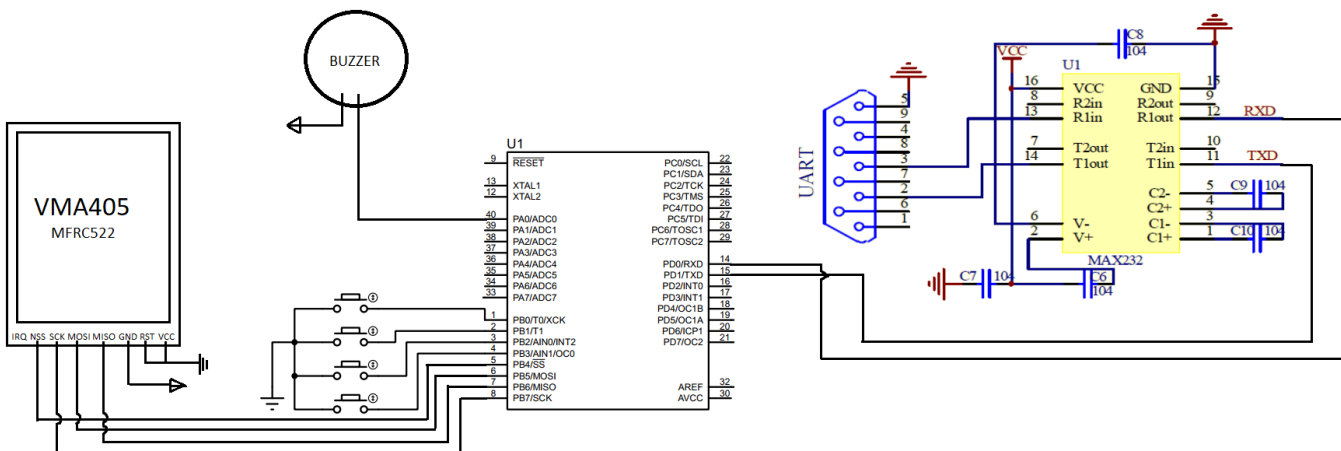 BUZZER
VMA405
MFRC522
IRQ NSS SCK MOSI MISO GND RST VCC
U1
9 RESET
13 XTAL1
12 XTAL2
40 PA0/ADC0
39 PA1/ADC1
38 PA2/ADC2
37 PA3/ADC3
36 PA4/ADC4
35 PA5/ADC5
34 PA6/ADC6
33 PA7/ADC7
1 PB0/T0/XCK
2 PB1/T1
3 PB2/AIN0/INT2
4 PB3/AIN1/OC0
5 PB4/SS
6 PB5/MOSI
7 PB6/MISO
8 PB7/SCK
PC0/SCL 22
PC1/SDA 23
PC2/TCK 24
PC3/TMS 25
PC4/TDO 26
PC5/TDI 27
PC6/TOSC1 28
PC7/TOSC2 29
PD0/RXD 14
PD1/TXD 15
PD2/INT0 16
PD3/INT1 17
PD4/OC1B 18
PD5/OC1A 19
PD6/ICP1 20
PD7/OC2 21
AREF 32
AVCC 30
UART
5
9
4
8
3
7
2
6
1
VCC
C8
104
U1
16 VCC
8 R2in
13 R1in
7 T2out
14 T1out
6 V-
2 V+
GND 15
R2out 9
R1out 12 RXD
T2in 10
T1in 11 TXD
C2- 5 C9 104
C2+ 4
C1- 3
C1+ 1 C10 104
MAX232
C7 104
C6
104